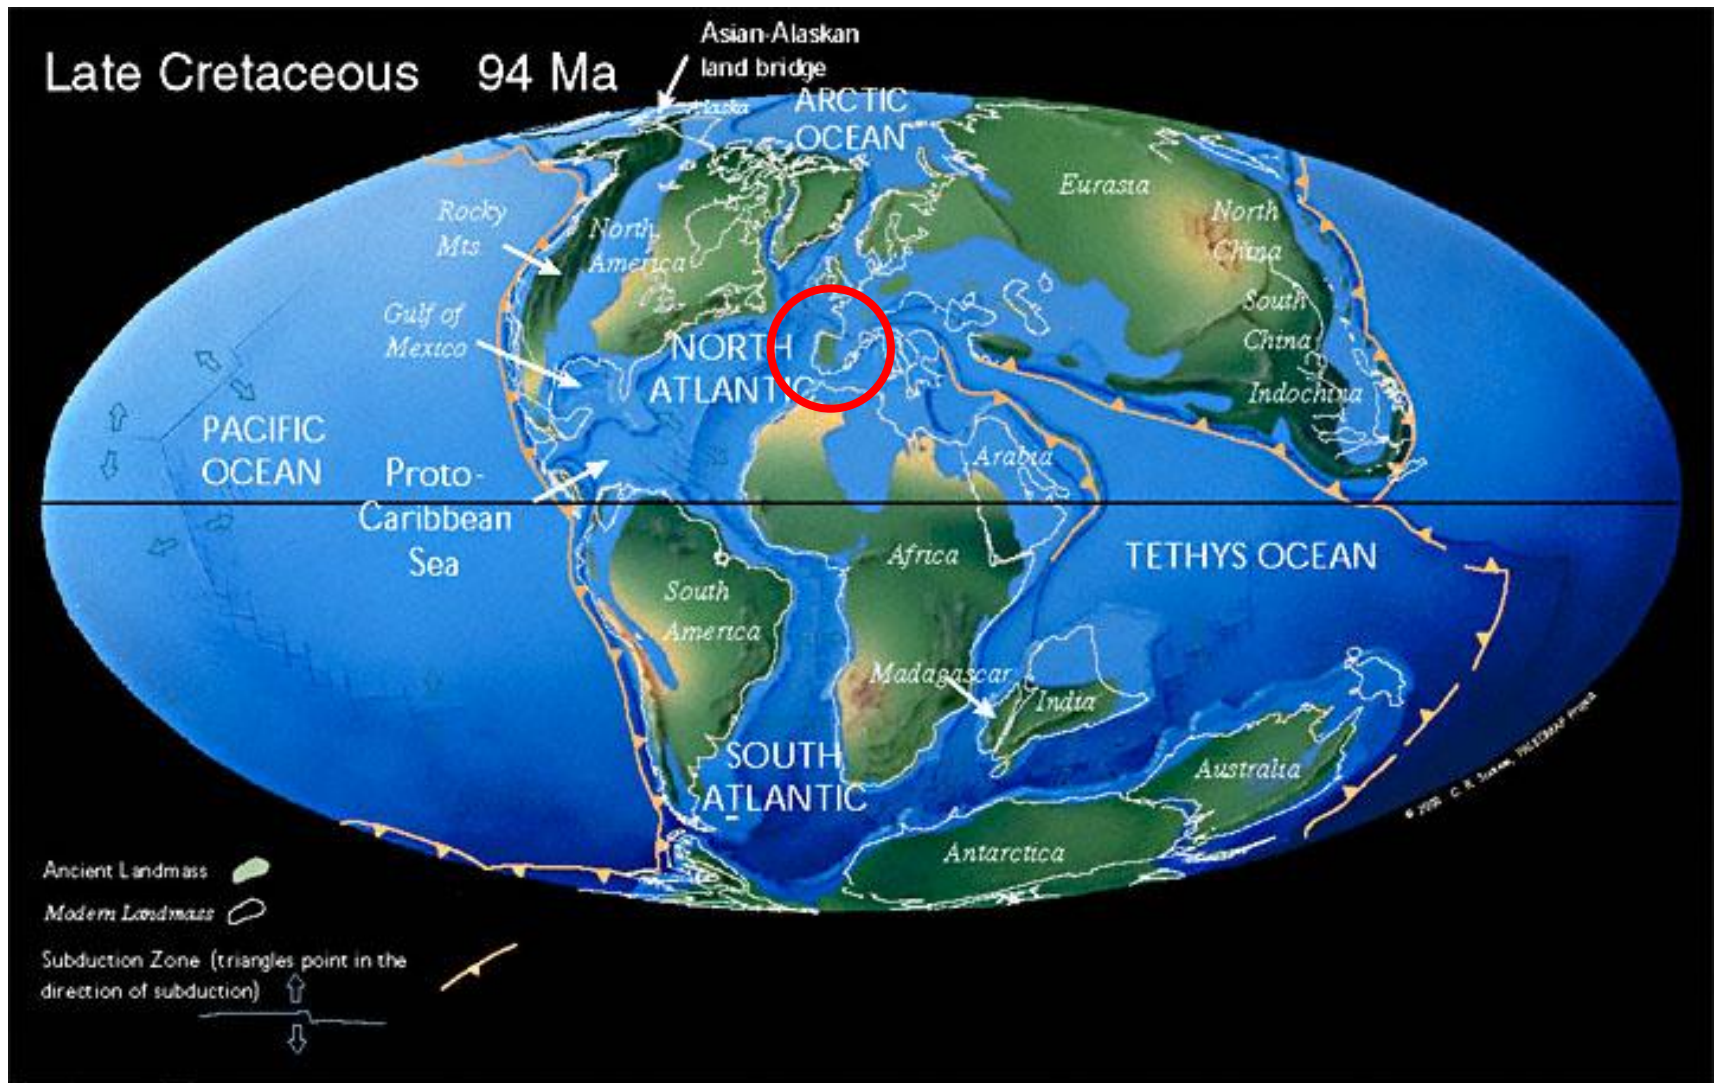 Late Cretaceous 94 Ma
Asian-Alaskan
land bridge
Alaska
ARCTIC
OCEAN
Eurasia
Rocky
Mts
North
America
North
China
Gulf of
Mexico
South
China
NORTH
ATLANTIC
Indochina
PACIFIC
OCEAN
Proto-
Caribbean
Sea
Arabia
Africa
TETHYS OCEAN
South
America
Madagascar
India
SOUTH
ATLANTIC
Australia
Antarctica
Ancient Landmass
Modern Landmass
Subduction Zone (triangles point in the
direction of subduction)